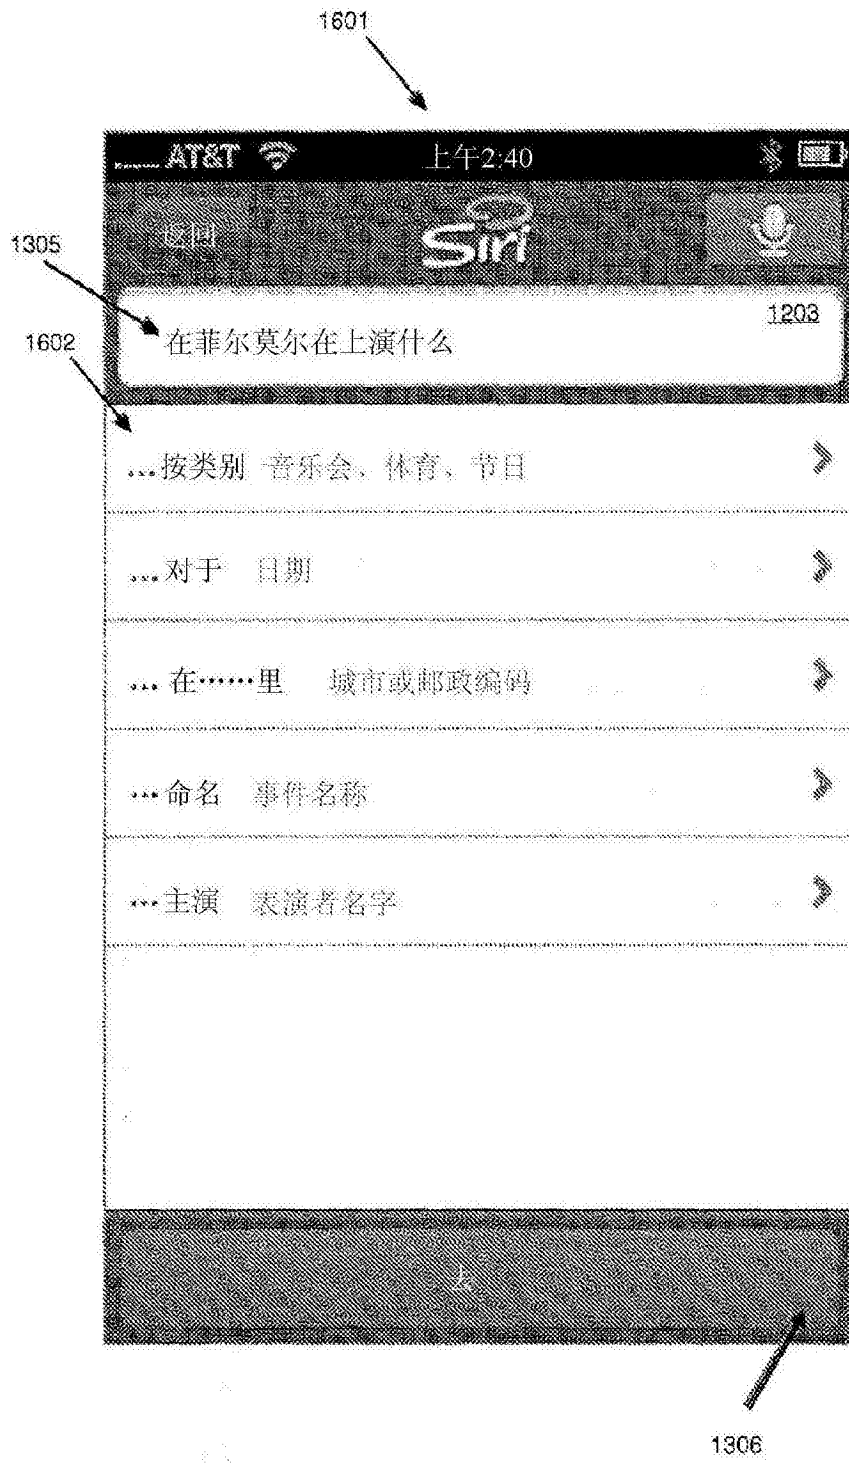 1601
AT&T 上午2:40
返回 Siri
1305
1203
在菲尔莫尔在上演什么
1602
...按类别 音乐会、体育、节日
...对于 日期
... 在……里 城市或邮政编码
...命名 事件名称
...主演 表演者名字
去
1306